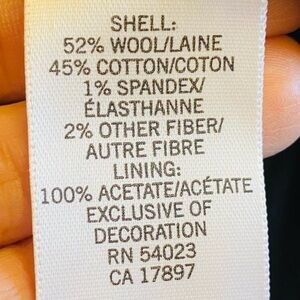 SHELL:
52% WOOL/LAINE
45% COTTON/COTON
1% SPANDEX/
ÉLASTHANNE
2% OTHER FIBER/
AUTRE FIBRE
LINING:
100% ACETATE/ACÉTATE
EXCLUSIVE OF
DECORATION
RN 54023
CA 17897